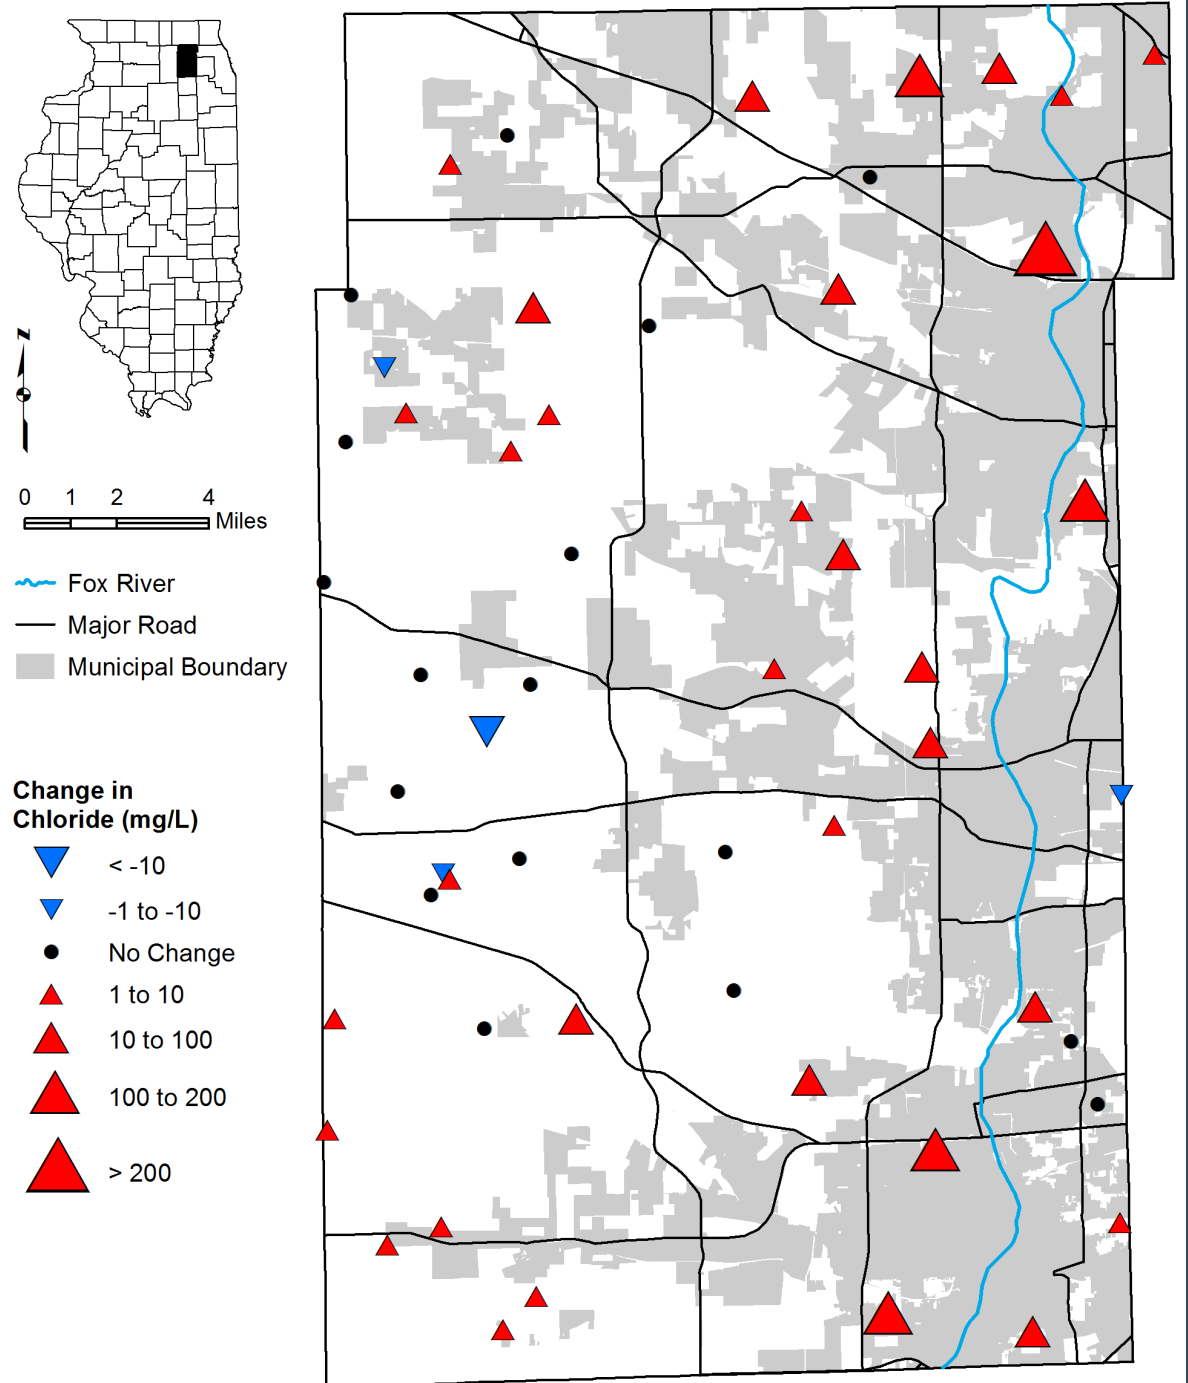 N
0 1 2 4
Miles
Fox River
Major Road
Municipal Boundary
Change in
Chloride (mg/L)
< -10
-1 to -10
No Change
1 to 10
10 to 100
100 to 200
> 200